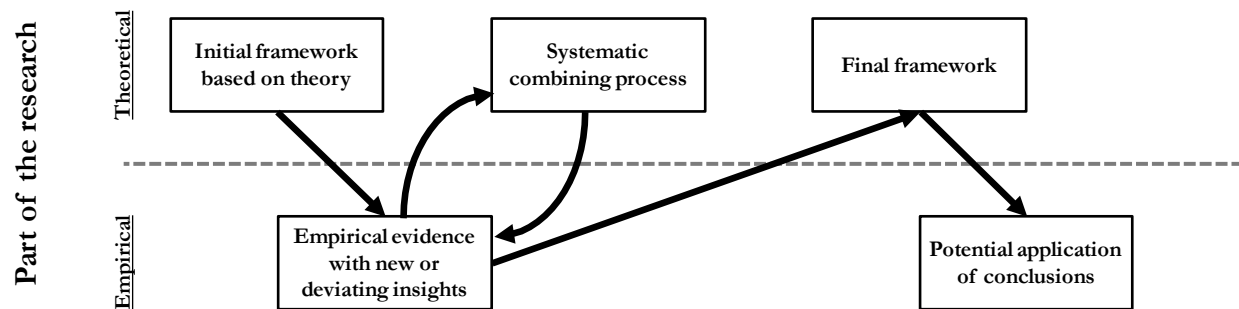 Part of the research
Theoretical
Initial framework
based on theory
Systematic
combining process
Final framework
Empirical
Empirical evidence
with new or
deviating insights
Potential application
of conclusions